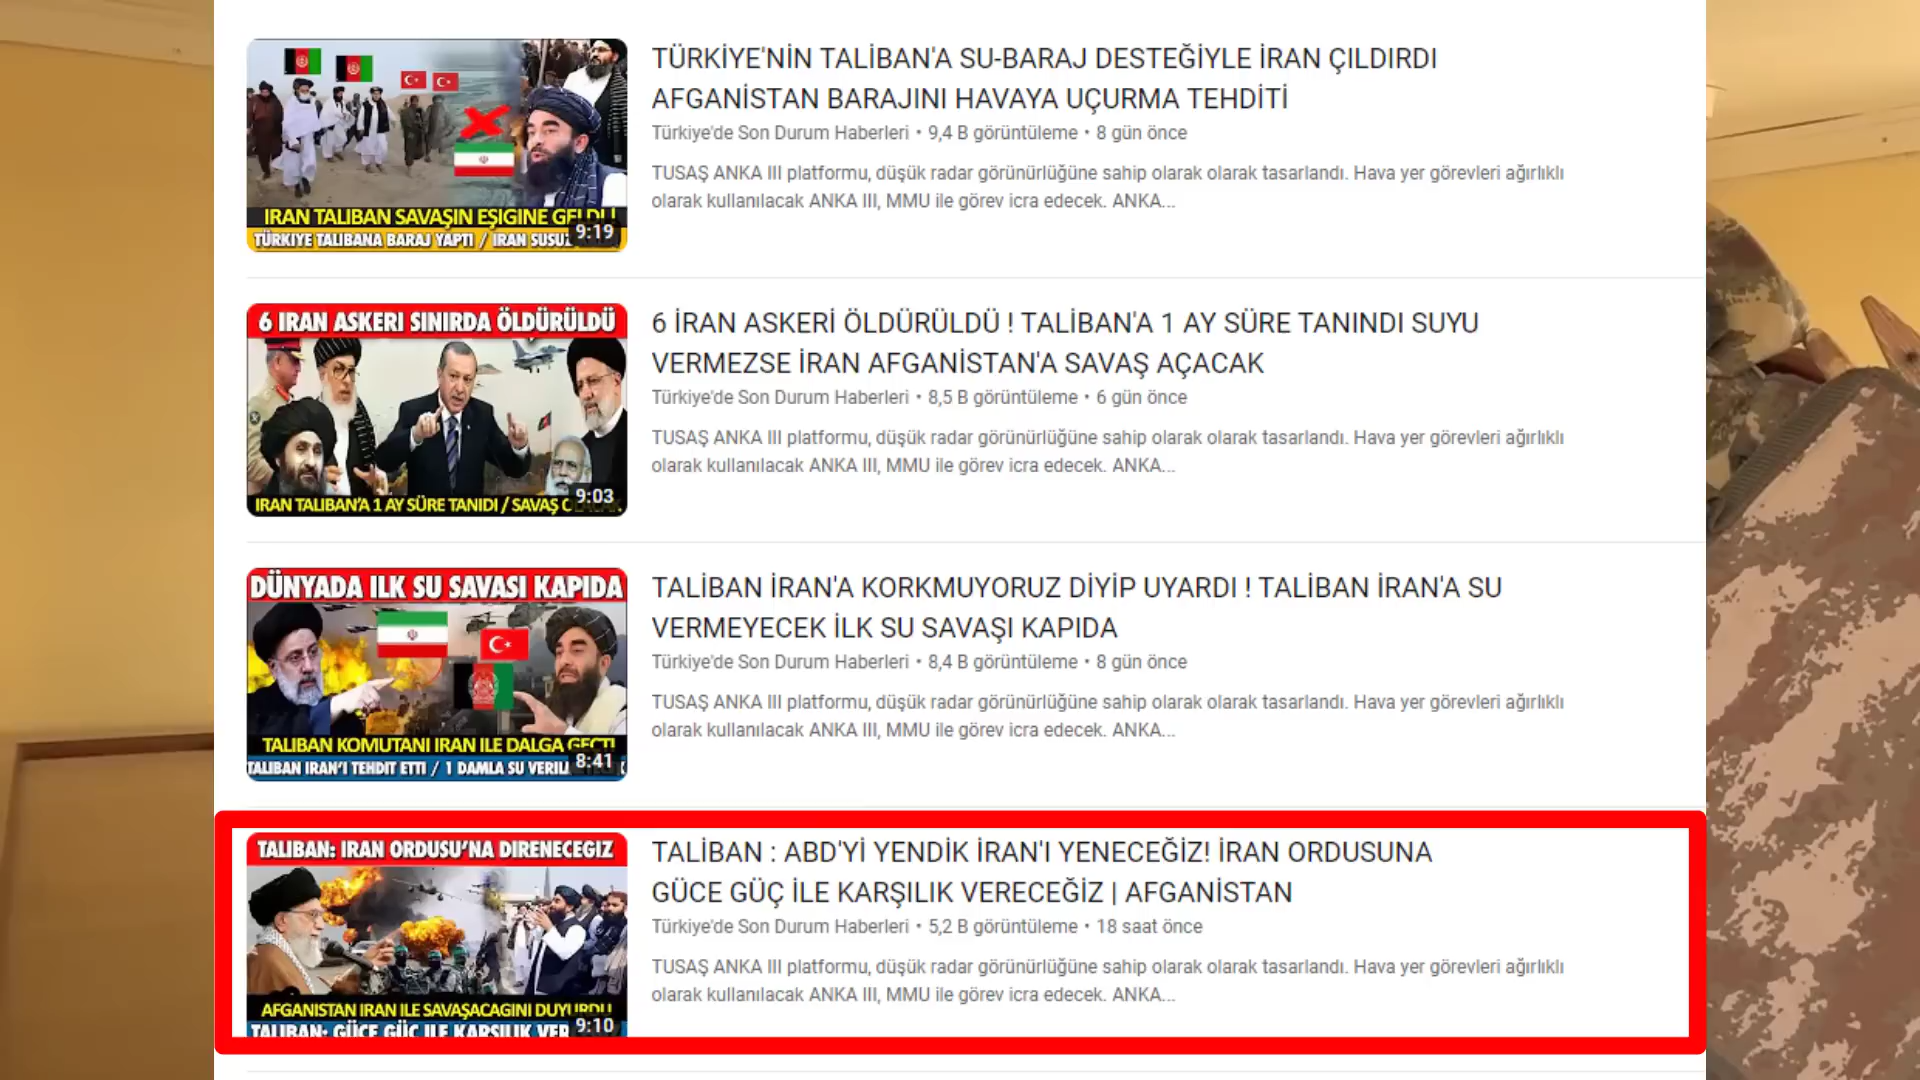 TÜRKİYE'NİN TALİBAN'A SU-BARAJ DESTEĞİYLE İRAN ÇILDIRDI
AFGANİSTAN BARAJINI HAVAYA UÇURMA TEHDİTİ
Türkiye'de Son Durum Haberleri • 9,4 B görüntüleme • 8 gün önce
TUSAŞ ANKA III platformu, düşük radar görünürlüğüne sahip olarak olarak tasarlandı. Hava yer görevleri ağırlıklı
olarak kullanılacak ANKA III, MMU ile görev icra edecek. ANKA...
IRAN TALIBAN SAVAŞIN EŞIGINE GELDI !
TÜRKIYE TALIBANA BARAJ YAPTI / IRAN SUSUZ
9:19
6 IRAN ASKERI SINIRDA ÖLDÜRÜLDÜ
IRAN TALIBAN'A 1 AY SÜRE TANIDI / SAVAŞ
9:03
6 İRAN ASKERİ ÖLDÜRÜLDÜ ! TALİBAN'A 1 AY SÜRE TANINDI SUYU
VERMEZSE İRAN AFGANİSTAN'A SAVAŞ AÇACAK
Türkiye'de Son Durum Haberleri • 8,5 B görüntüleme • 6 gün önce
TUSAŞ ANKA III platformu, düşük radar görünürlüğüne sahip olarak olarak tasarlandı. Hava yer görevleri ağırlıklı
olarak kullanılacak ANKA III, MMU ile görev icra edecek. ANKA...
DÜNYADA ILK SU SAVASI KAPIDA
TALIBAN KOMUTANI IRAN ILE DALGA GECTI
TALIBAN IRAN'I TEHDIT ETTI / 1 DAMLA SU
8:41
TALİBAN İRAN'A KORKMUYORUZ DİYİP UYARDI ! TALİBAN İRAN'A SU
VERMEYECEK İLK SU SAVAŞI KAPIDA
Türkiye'de Son Durum Haberleri • 8,4 B görüntüleme • 8 gün önce
TUSAŞ ANKA III platformu, düşük radar görünürlüğüne sahip olarak olarak tasarlandı. Hava yer görevleri ağırlıklı
olarak kullanılacak ANKA III, MMU ile görev icra edecek. ANKA...
TALIBAN: IRAN ORDUSU'NA DIRENECEGIZ
AFGANISTAN IRAN ILE SAVAŞACAGINI DUYURDU
TALIBAN: GÜCE GÜÇ ILE KARŞILIK
9:10
TALİBAN : ABD'Yİ YENDİK İRAN'I YENECEĞİZ! İRAN ORDUSUNA
GÜCE GÜÇ İLE KARŞILIK VERECEĞİZ | AFGANİSTAN
Türkiye'de Son Durum Haberleri • 5,2 B görüntüleme • 18 saat önce
TUSAŞ ANKA III platformu, düşük radar görünürlüğüne sahip olarak olarak tasarlandı. Hava yer görevleri ağırlıklı
olarak kullanılacak ANKA III, MMU ile görev icra edecek. ANKA...